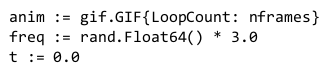 anim := gif.GIF{LoopCount: nframes}
freq := rand.Float64() * 3.0
t := 0.0